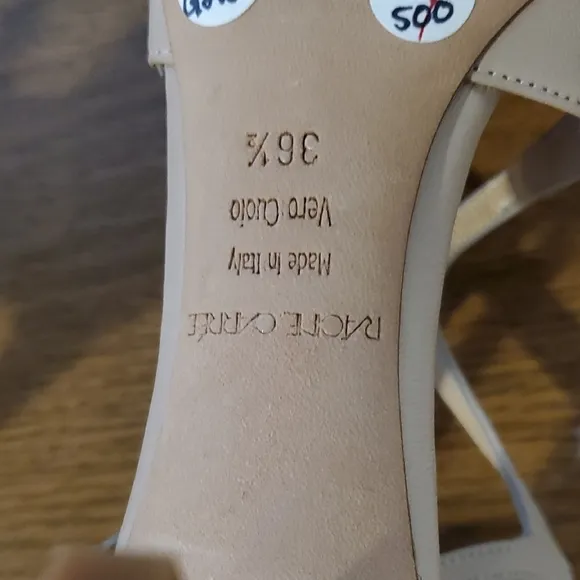 RACINE CARRÉE
Made In Italy
Vero Cuoio
36½
500